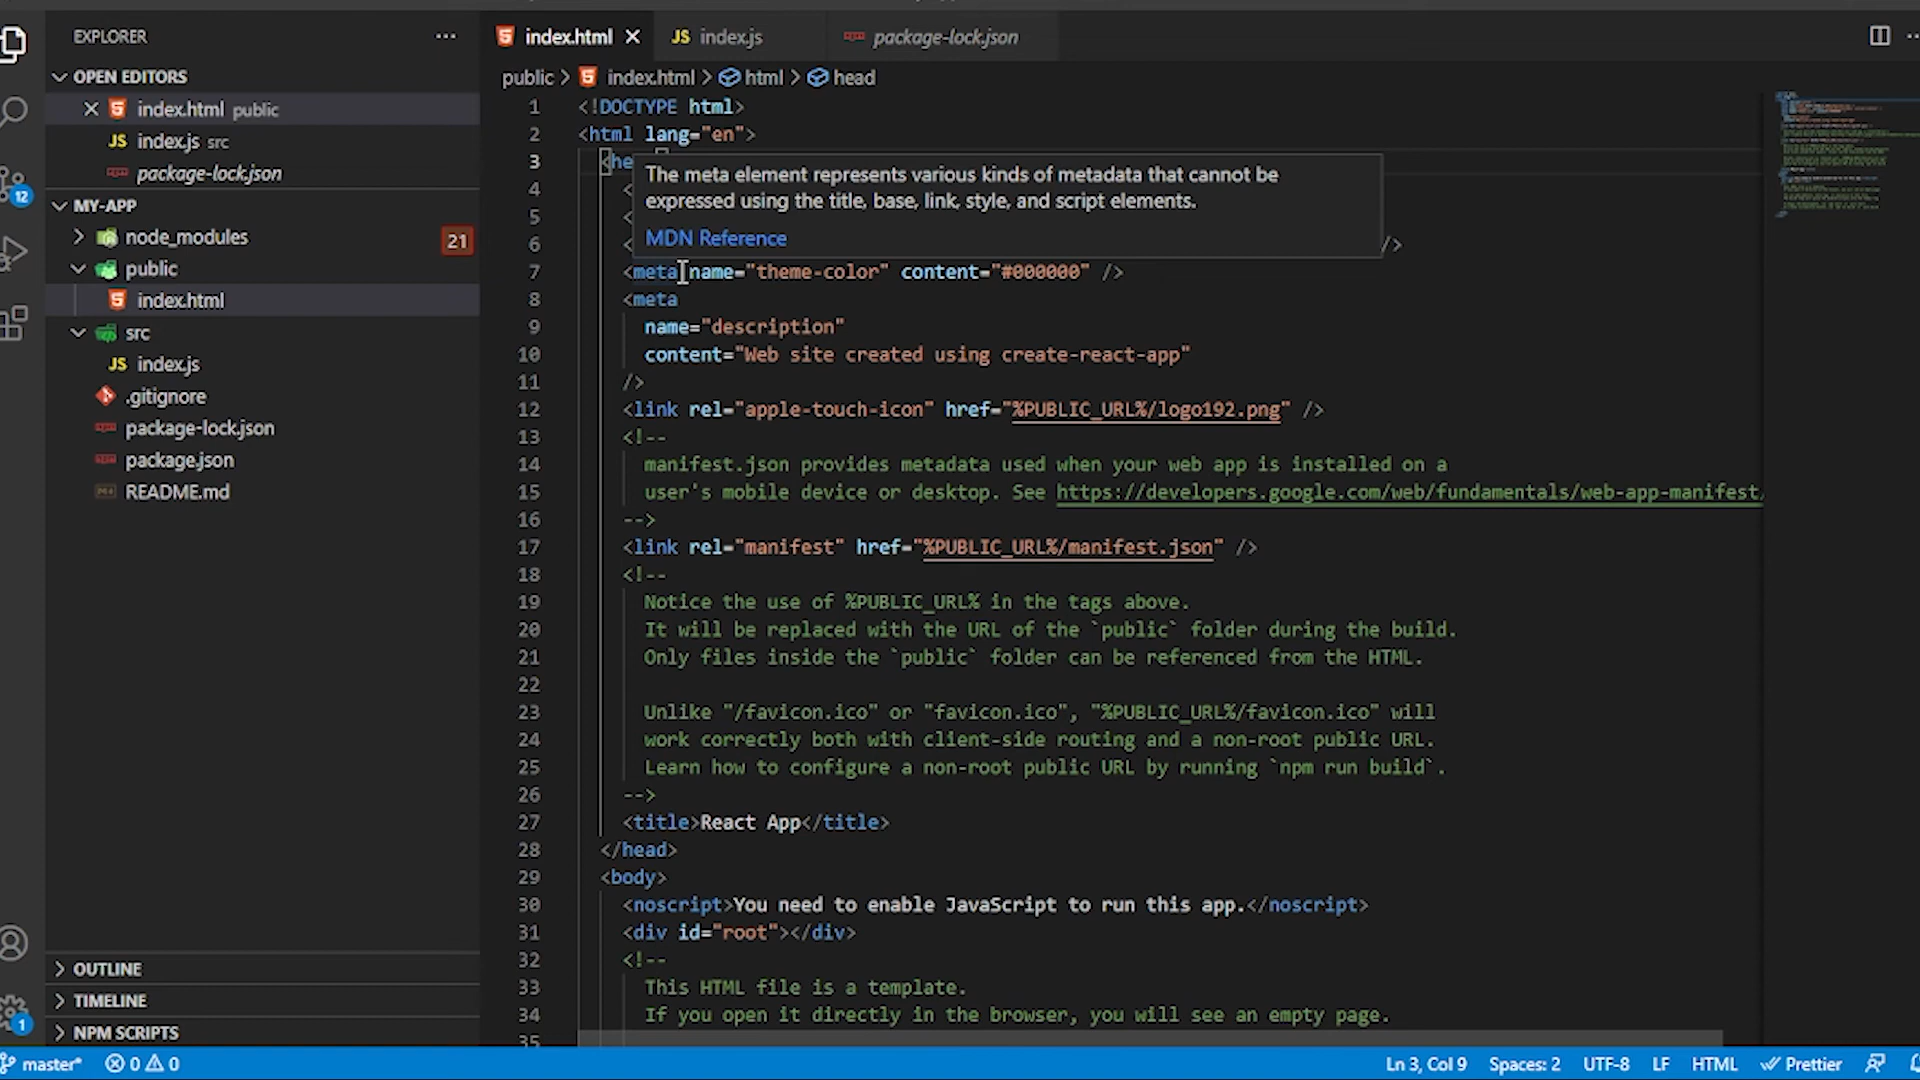 EXPLORER
OPEN EDITORS
index.html public
JS index.js src
package-lock.json
12
MY-APP
node_modules
21
public
index.html
src
JS index.js
.gitignore
package-lock.json
package.json
README.md
OUTLINE
TIMELINE
1
NPM SCRIPTS
index.html
JS index.js
package-lock.json
public > index.html > html > head
1 <!DOCTYPE html>
2 <html lang="en">
3 <he
The meta element represents various kinds of metadata that cannot be
expressed using the title, base, link, style, and script elements.
MDN Reference
4 <
5 <
6 < />
7 <meta name="theme-color" content="#000000" />
8 <meta
9 name="description"
10 content="Web site created using create-react-app"
11 />
12 <link rel="apple-touch-icon" href="%PUBLIC_URL%/logo192.png" />
13 <!--
14 manifest.json provides metadata used when your web app is installed on a
15 user's mobile device or desktop. See https://developers.google.com/web/fundamentals/web-app-manifest/
16 -->
17 <link rel="manifest" href="%PUBLIC_URL%/manifest.json" />
18 <!--
19 Notice the use of %PUBLIC_URL% in the tags above.
20 It will be replaced with the URL of the `public` folder during the build.
21 Only files inside the `public` folder can be referenced from the HTML.
22
23 Unlike "/favicon.ico" or "favicon.ico", "%PUBLIC_URL%/favicon.ico" will
24 work correctly both with client-side routing and a non-root public URL.
25 Learn how to configure a non-root public URL by running `npm run build`.
26 -->
27 <title>React App</title>
28 </head>
29 <body>
30 <noscript>You need to enable JavaScript to run this app.</noscript>
31 <div id="root"></div>
32 <!--
33 This HTML file is a template.
34 If you open it directly in the browser, you will see an empty page.
35
master* 0 0
Ln 3, Col 9 Spaces: 2 UTF-8 LF HTML Prettier